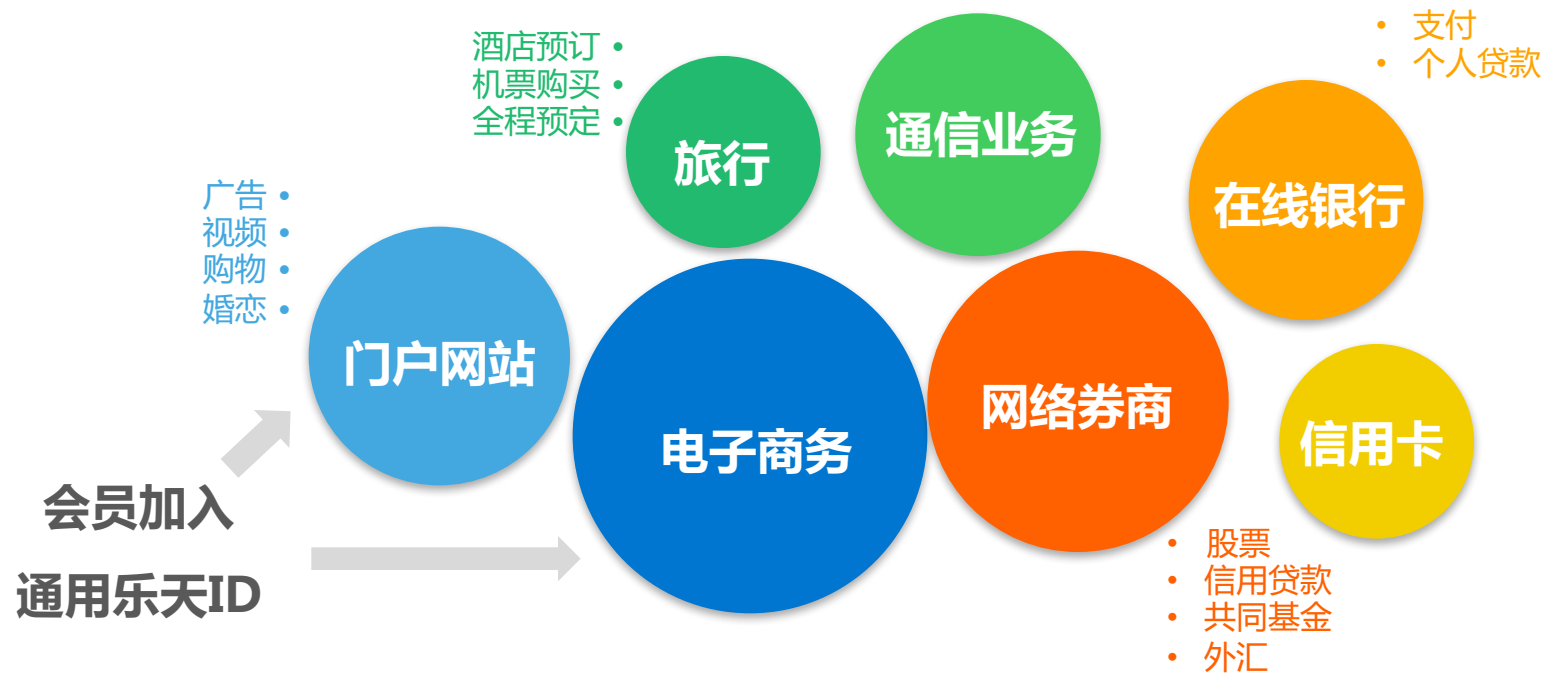 • 支付
• 个人贷款
酒店预订 •
机票购买 •
全程预定 •
旅行
通信业务
在线银行
广告 •
视频 •
购物 •
婚恋 •
门户网站
电子商务
网络券商
信用卡
会员加入
通用乐天ID
• 股票
• 信用贷款
• 共同基金
• 外汇